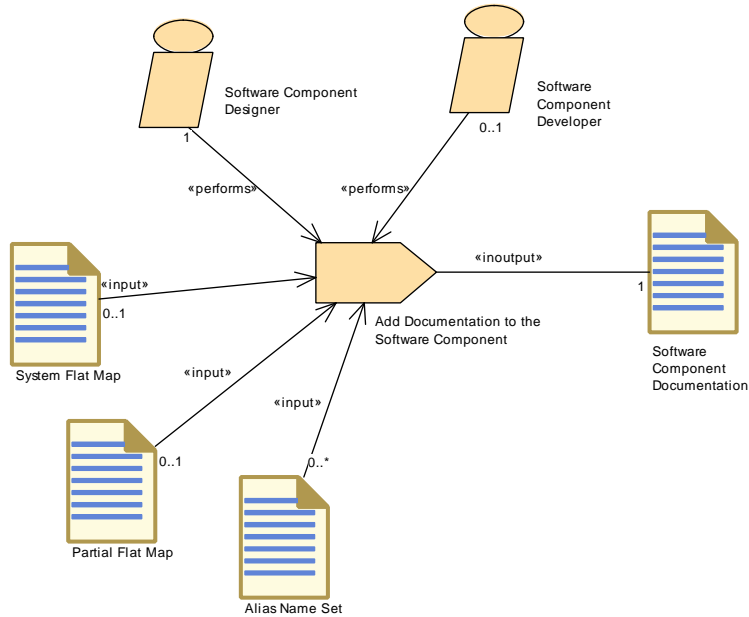 Software Component
Designer
Software
Component
Developer
1
0..1
«performs»
«performs»
«input»
0..1
System Flat Map
«inoutput»
1
Add Documentation to the
Software Component
Software
Component
Documentation
«input»
0..1
Partial Flat Map
«input»
0..*
Alias Name Set